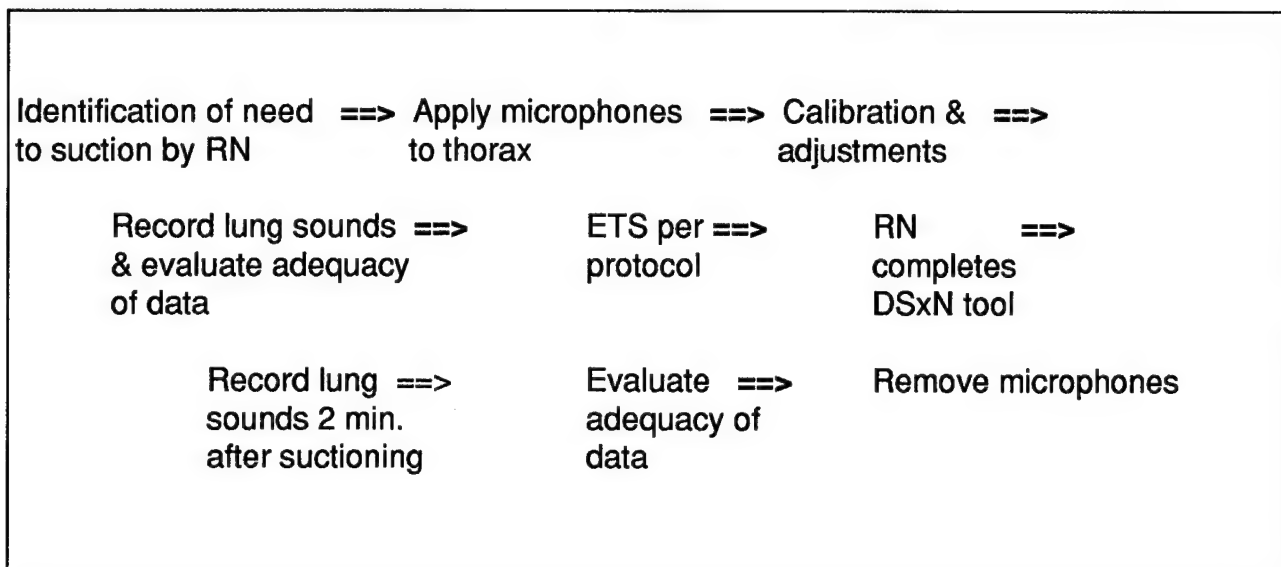 Identification of need ==> Apply microphones ==> Calibration & ==>
to suction by RN to thorax adjustments
Record lung sounds ==> ETS per ==> RN ==>
& evaluate adequacy protocol completes
of data DSxN tool
Record lung ==> Evaluate ==> Remove microphones
sounds 2 min. adequacy of
after suctioning data